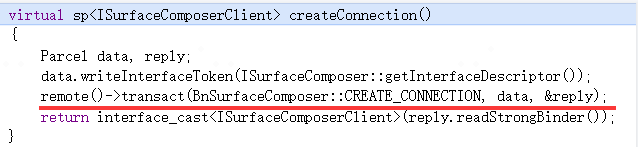 virtual sp<ISurfaceComposerClient> createConnection()
{
Parcel data, reply;
data.writeInterfaceToken(ISurfaceComposer::getInterfaceDescriptor());
remote()->transact(BnSurfaceComposer::CREATE_CONNECTION, data, &reply);
return interface_cast<ISurfaceComposerClient>(reply.readStrongBinder());
}